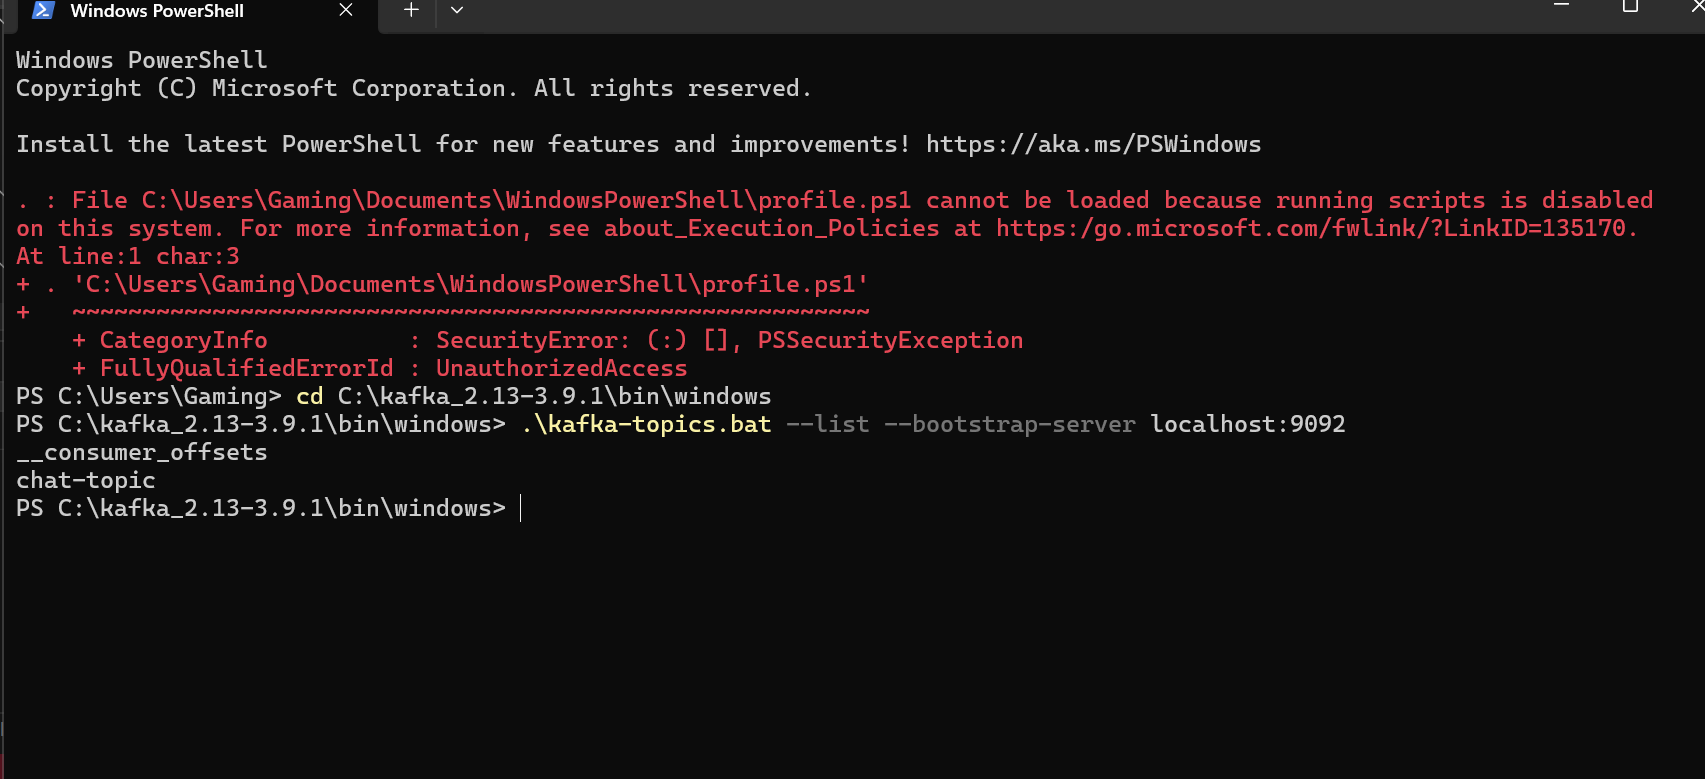 Windows PowerShell
Windows PowerShell
Copyright (C) Microsoft Corporation. All rights reserved.
Install the latest PowerShell for new features and improvements! https://aka.ms/PSWindows
. : File C:\Users\Gaming\Documents\WindowsPowerShell\profile.ps1 cannot be loaded because running scripts is disabled
on this system. For more information, see about_Execution_Policies at https:/go.microsoft.com/fwlink/?LinkID=135170.
At line:1 char:3
+ . 'C:\Users\Gaming\Documents\WindowsPowerShell\profile.ps1'
+   ~~~~~~~~~~~~~~~~~~~~~~~~~~~~~~~~~~~~~~~~~~~~~~~~~~~~~~~~~
    + CategoryInfo          : SecurityError: (:) [], PSSecurityException
    + FullyQualifiedErrorId : UnauthorizedAccess
PS C:\Users\Gaming> cd C:\kafka_2.13-3.9.1\bin\windows
PS C:\kafka_2.13-3.9.1\bin\windows> .\kafka-topics.bat --list --bootstrap-server localhost:9092
__consumer_offsets
chat-topic
PS C:\kafka_2.13-3.9.1\bin\windows>